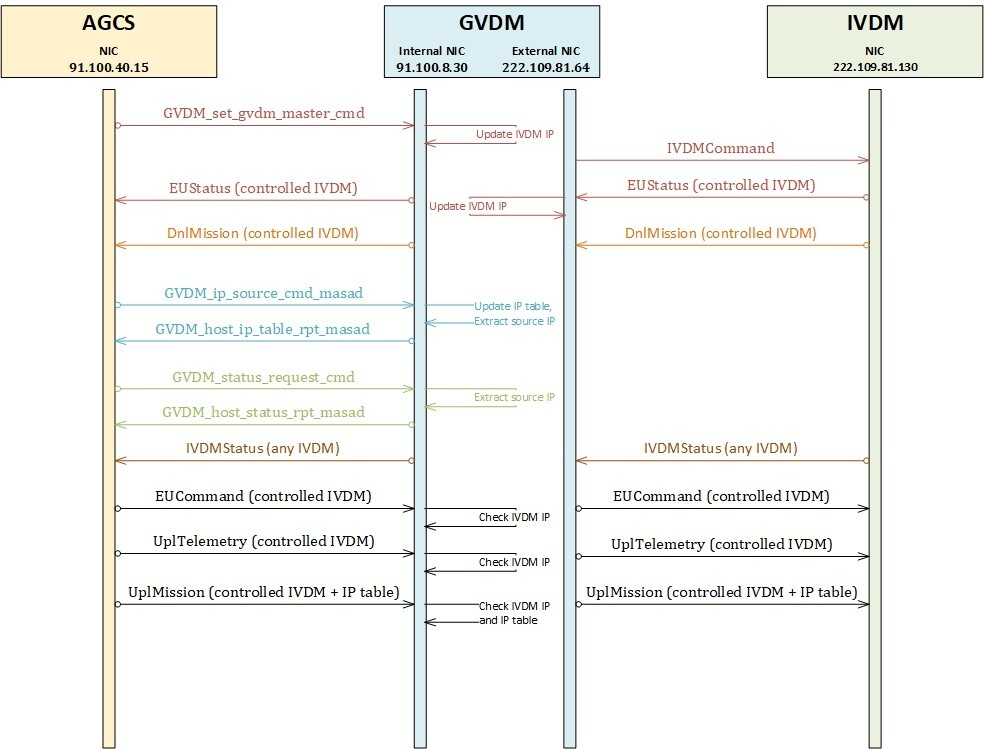 AGCS
NIC
91.100.40.15
GVDM
Internal NIC External NIC
91.100.8.30 222.109.81.64
IVDM
NIC
222.109.81.130
GVDM_set_gvdm_master_cmd
Update IVDM IP
IVDMCommand
EUStatus (controlled IVDM)
Update IVDM IP
EUStatus (controlled IVDM)
DnlMission (controlled IVDM)
DnlMission (controlled IVDM)
GVDM_ip_source_cmd_masad
Update IP table,
Extract source IP
GVDM_host_ip_table_rpt_masad
GVDM_status_request_cmd
Extract source IP
GVDM_host_status_rpt_masad
IVDMStatus (any IVDM)
IVDMStatus (any IVDM)
EUCommand (controlled IVDM)
Check IVDM IP
EUCommand (controlled IVDM)
UplTelemetry (controlled IVDM)
Check IVDM IP
UplTelemetry (controlled IVDM)
UplMission (controlled IVDM + IP table)
Check IVDM IP
and IP table
UplMission (controlled IVDM + IP table)